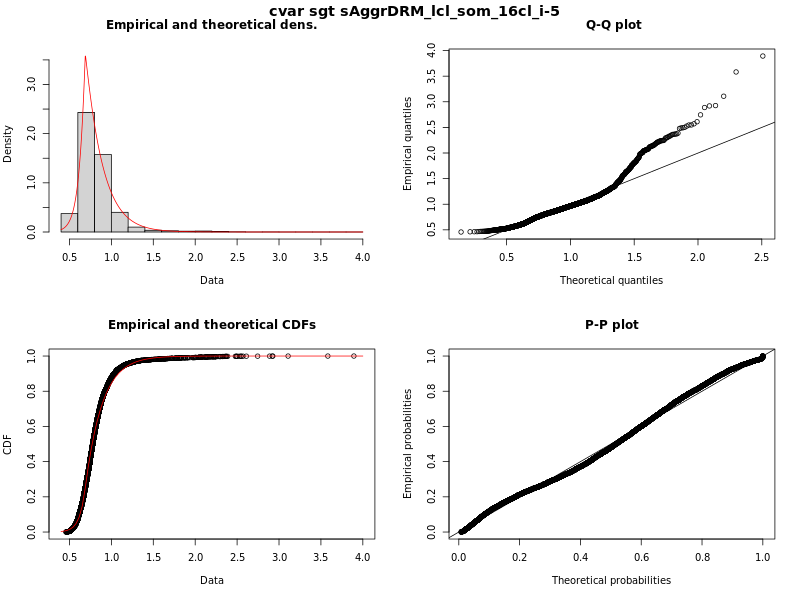 cvar sgt sAggrDRM_lcl_som_16cl_i-5
Empirical and theoretical dens.
Density
0.0 1.0 2.0 3.0
0.5 1.0 1.5 2.0 2.5 3.0 3.5 4.0
Data
Q-Q plot
Empirical quantiles
0.5 1.0 1.5 2.0 2.5 3.0 3.5 4.0
0.5 1.0 1.5 2.0 2.5
Theoretical quantiles
Empirical and theoretical CDFs
CDF
0.0 0.2 0.4 0.6 0.8 1.0
0.5 1.0 1.5 2.0 2.5 3.0 3.5 4.0
Data
P-P plot
Empirical probabilities
0.0 0.2 0.4 0.6 0.8 1.0
0.0 0.2 0.4 0.6 0.8 1.0
Theoretical probabilities